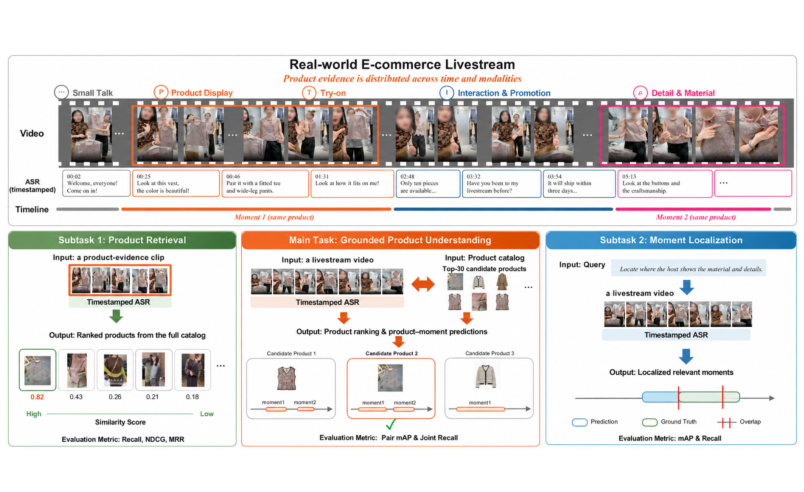 Real-world E-commerce Livestream
Product evidence is distributed across time and modalities
Small Talk
P Product Display
T Try-on
Interaction & Promotion
Detail & Material
Video
ASR
(timestamped)
00:02
Welcome, everyone!
Come on in!
00:25
Look at this vest,
the color is beautiful!
00:46
Pair it with a fitted tee
and wide-leg pants.
01:31
Look at how it fits on me!
02:48
Only ten pieces
are available...
03:32
Have you been to my
livestream before?
03:54
It will ship within
three days...
05:13
Look at the buttons and
the craftsmanship.
...
Timeline
Moment 1 (same product)
Moment 2 (same product)
Subtask 1: Product Retrieval
Input: a product-evidence clip
Timestamped ASR
Output: Ranked products from the full catalog
...
0.82 0.43 0.26 0.21 0.18
High Low
Similarity Score
Evaluation Metric: Recall, NDCG, MRR
Main Task: Grounded Product Understanding
Input: a livestream video
Timestamped ASR
Input: Product catalog
Top-30 candidate products
...
Output: Product ranking & product–moment predictions
Candidate Product 1
moment1 moment2
Candidate Product 2
moment1 moment2
Candidate Product 3
moment1
Evaluation Metric: Pair mAP & Joint Recall
Subtask 2: Moment Localization
Input: Query
Locate where the host shows the material and details.
a livestream video
Timestamped ASR
Output: Localized relevant moments
Prediction
Ground Truth
Overlap
Evaluation Metric: mAP & Recall